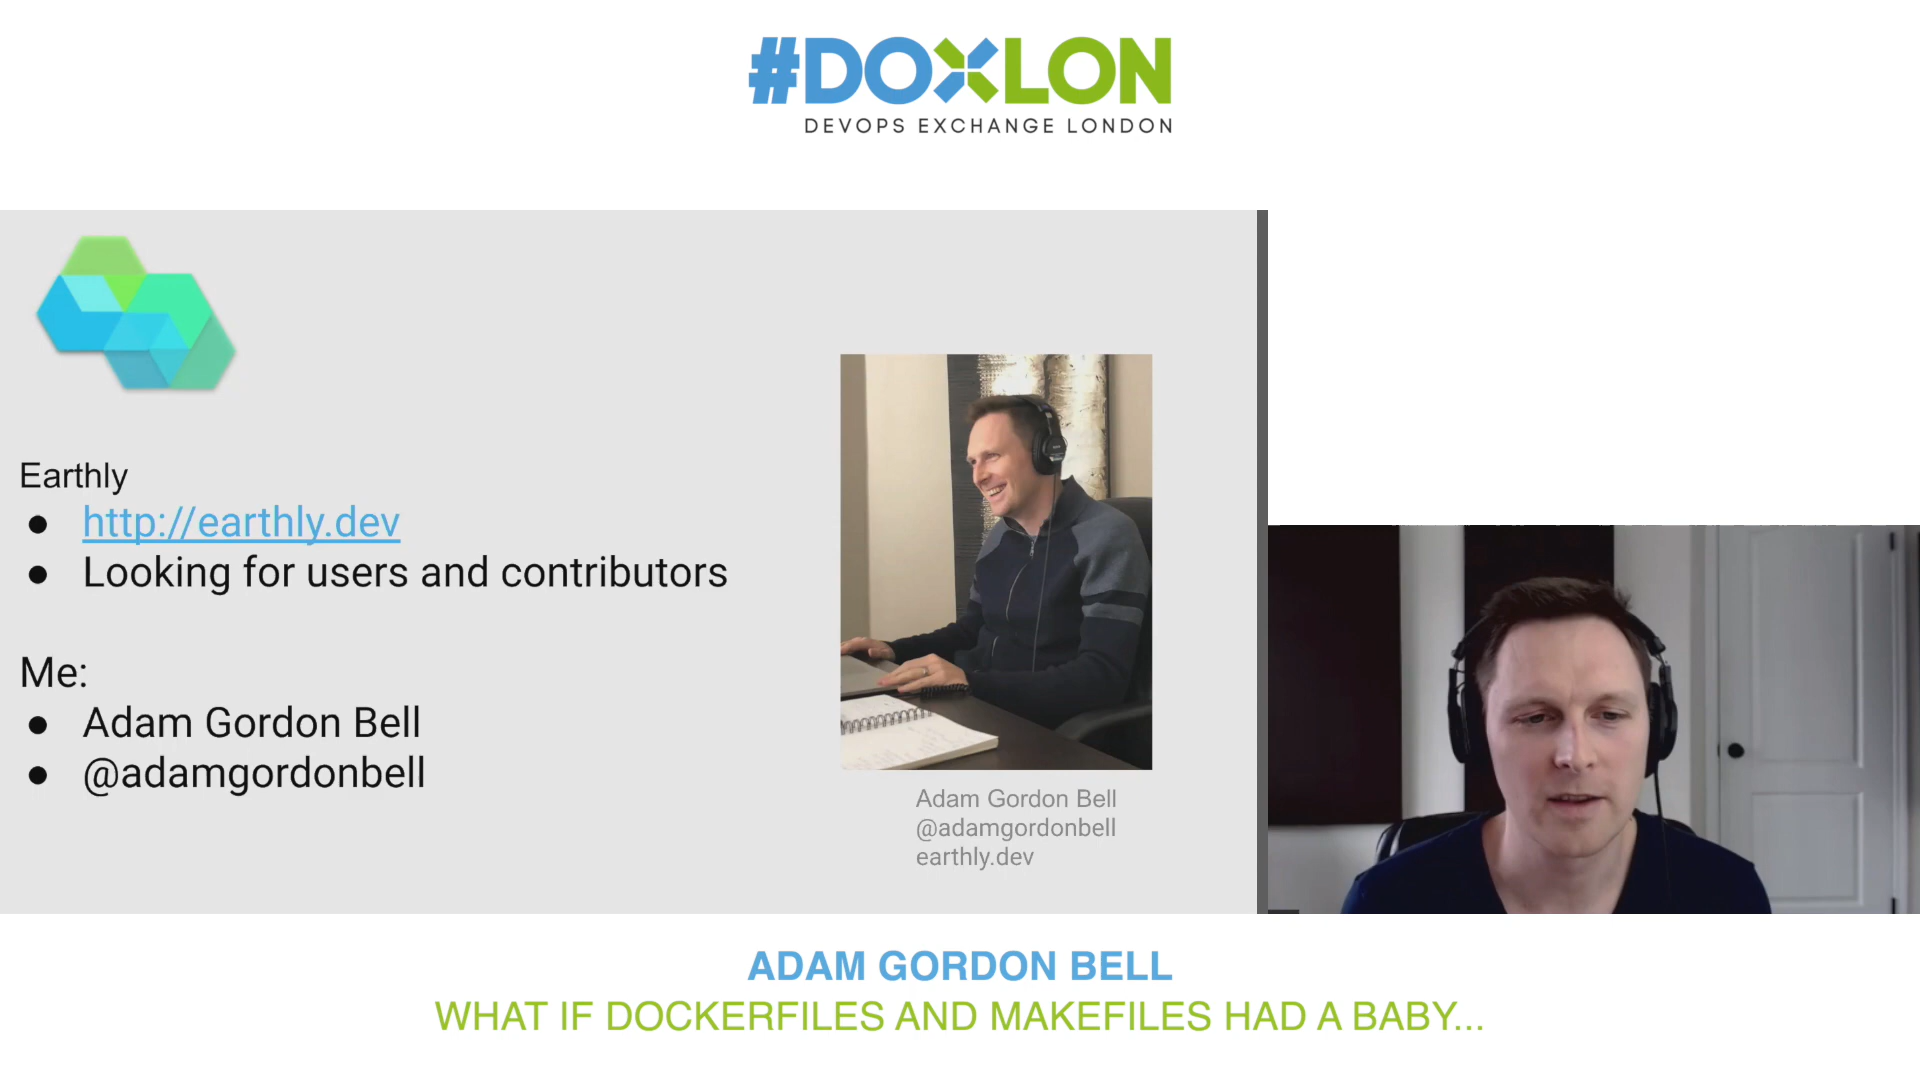 #DOXLON
DEVOPS EXCHANGE LONDON
Earthly
● http://earthly.dev
● Looking for users and contributors
Me:
● Adam Gordon Bell
● @adamgordonbell
Adam Gordon Bell
@adamgordonbell
earthly.dev
ADAM GORDON BELL
WHAT IF DOCKERFILES AND MAKEFILES HAD A BABY...